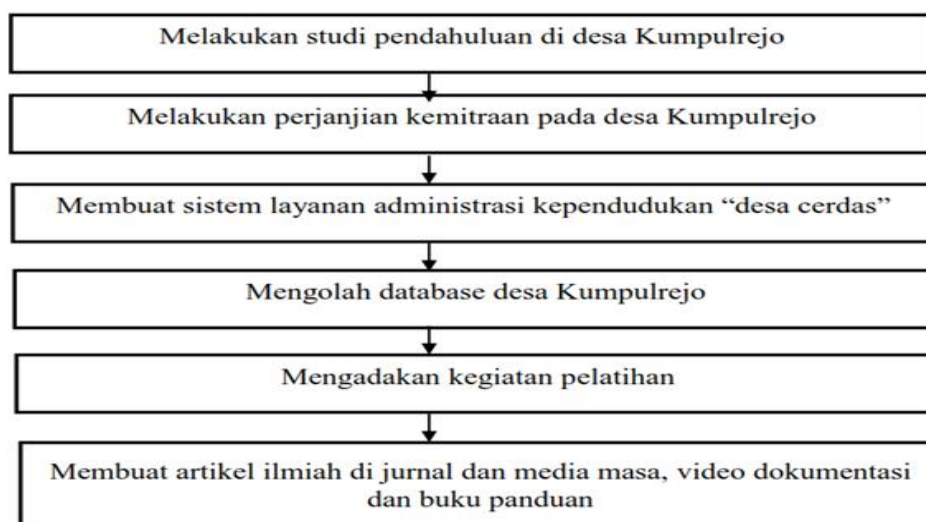 Melakukan studi pendahuluan di desa Kumpulrejo
Melakukan perjanjian kemitraan pada desa Kumpulrejo
Membuat sistem layanan administrasi kependudukan “desa cerdas”
Mengolah database desa Kumpulrejo
Mengadakan kegiatan pelatihan
Membuat artikel ilmiah di jurnal dan media masa, video dokumentasi
dan buku panduan